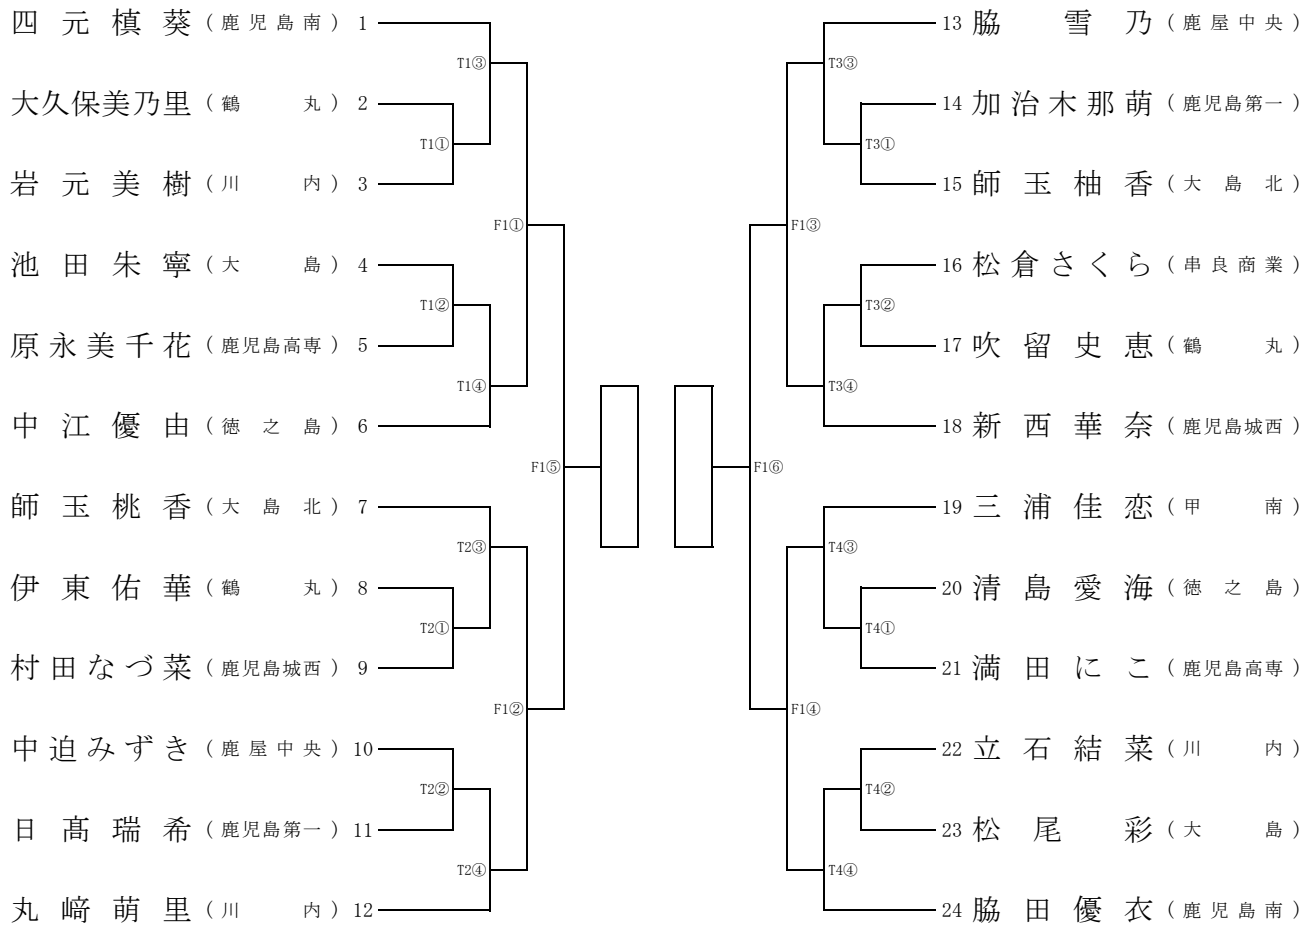 四元槙葵（鹿児島南）1
T1③
大久保美乃里（鶴丸）2
T1①
岩元美樹（川内）3
F1①
池田朱寧（大島）4
T1②
原永美千花（鹿児島高専）5
T1④
中江優由（徳之島）6
F1⑤
師玉桃香（大島北）7
T2③
伊東佑華（鶴丸）8
T2①
村田なづ菜（鹿児島城西）9
F1②
中迫みずき（鹿屋中央）10
T2②
日髙瑞希（鹿児島第一）11
T2④
丸﨑萌里（川内）12
13 脇雪乃（鹿屋中央）
T3③
14 加治木那萌（鹿児島第一）
T3①
15 師玉柚香（大島北）
F1③
16 松倉さくら（串良商業）
T3②
17 吹留史恵（鶴丸）
T3④
18 新西華奈（鹿児島城西）
F1⑥
19 三浦佳恋（甲南）
T4③
20 清島愛海（徳之島）
T4①
21 満田にこ（鹿児島高専）
F1④
22 立石結菜（川内）
T4②
23 松尾彩（大島）
T4④
24 脇田優衣（鹿児島南）